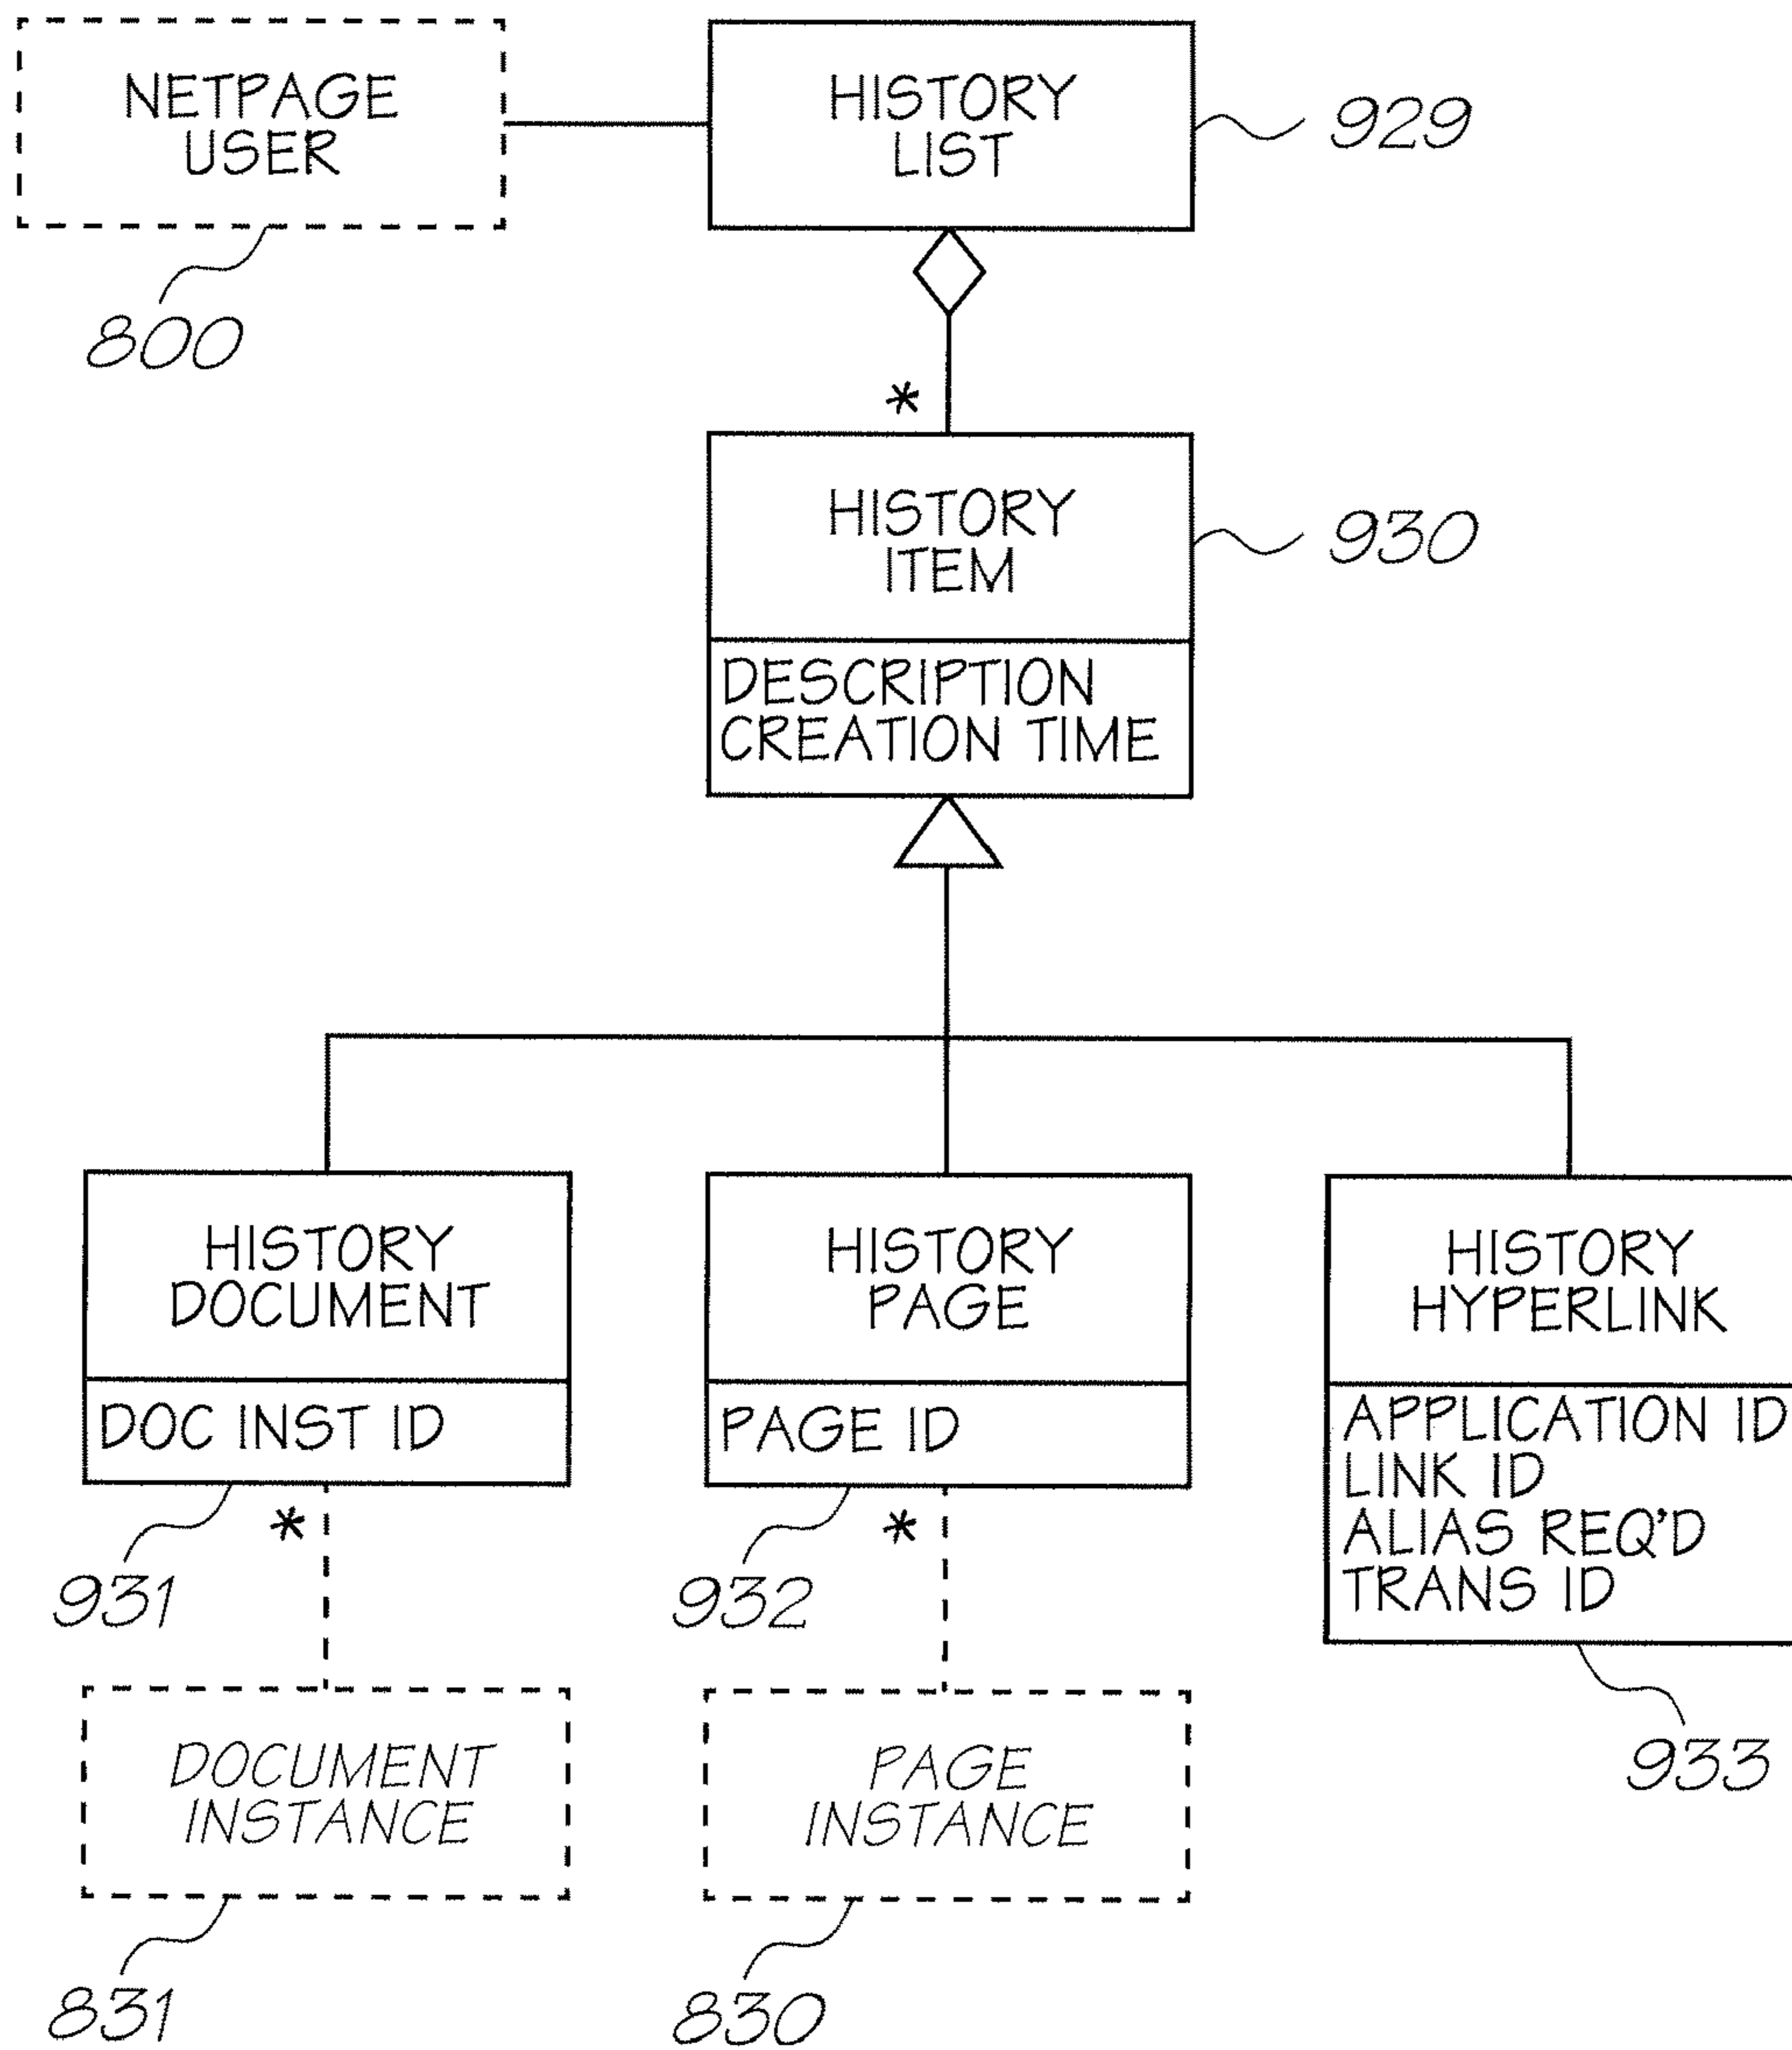 NETPAGE
USER
800
HISTORY
LIST
929
*
HISTORY
ITEM
930
DESCRIPTION
CREATION TIME
HISTORY
DOCUMENT
DOC INST ID
931
*
HISTORY
PAGE
PAGE ID
932
*
HISTORY
HYPERLINK
APPLICATION ID
LINK ID
ALIAS REQ'D
TRANS ID
933
DOCUMENT
INSTANCE
831
PAGE
INSTANCE
830